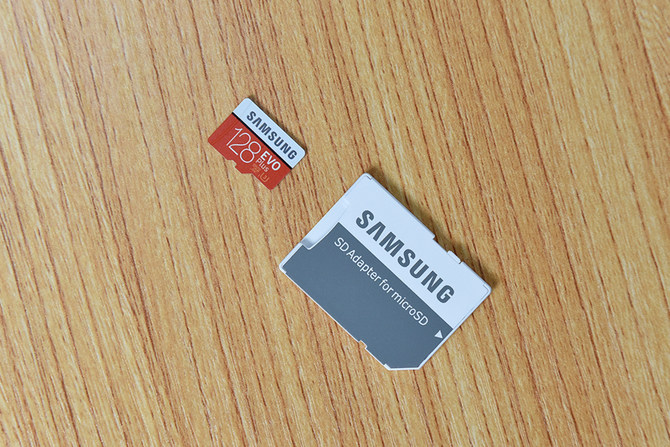 SAMSUNG
128 EVO
Plus
SAMSUNG
SD Adapter for microSD